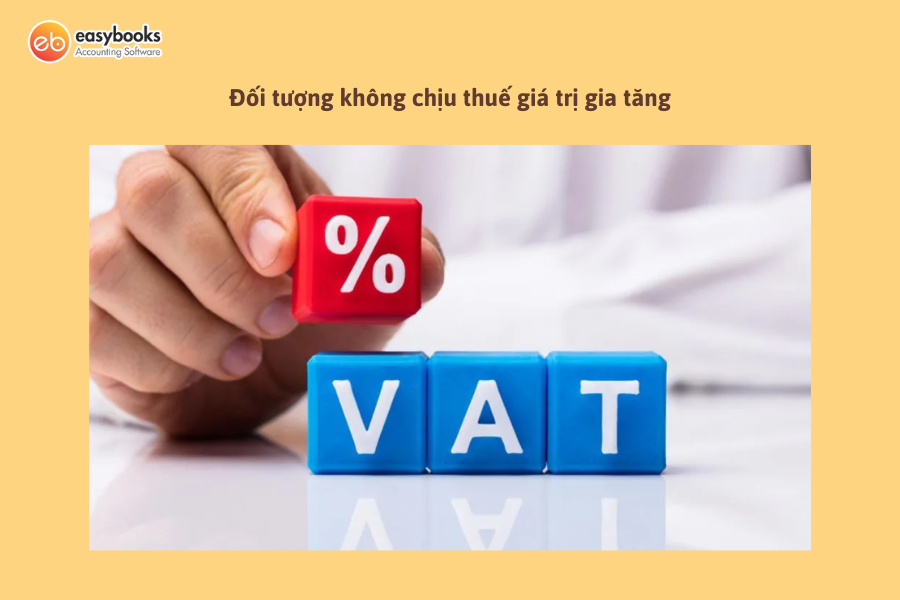 eb easybooks
Accounting Software
Đối tượng không chịu thuế giá trị gia tăng
%
VAT